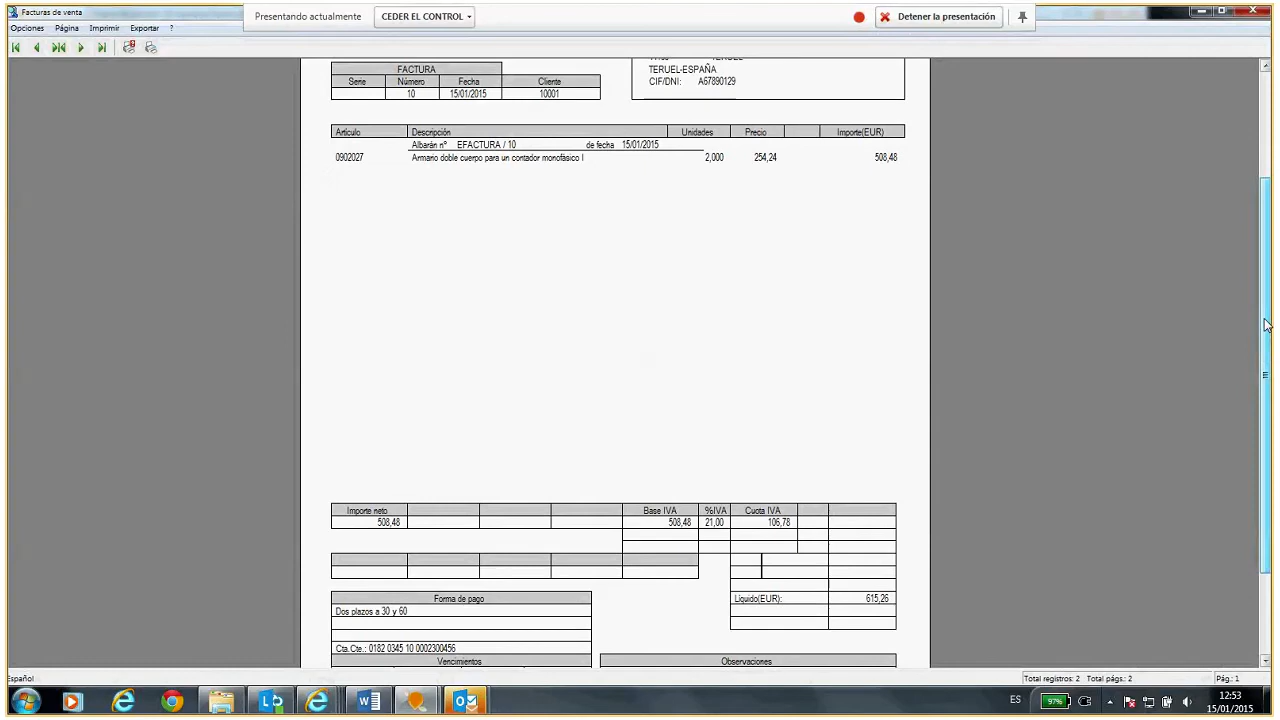 Facturas de venta
Presentando actualmente
CEDER EL CONTROL
Detener la presentación
Opciones Página Imprimir Exportar ?
TERUEL-ESPAÑA
CIF/DNI: A67890129
FACTURA
Serie Número Fecha Cliente
10 15/01/2015 10001
Artículo Descripción Unidades Precio Importe(EUR)
Albarán nº EFACTURA / 10 de fecha 15/01/2015
0902027 Armario doble cuerpo para un contador monofásico I 2,000 254,24 508,48
Importe neto Base IVA %IVA Cuota IVA
508,48 508,48 21,00 106,78
Forma de pago
Líquido(EUR): 615,26
Dos plazos a 30 y 60
Cta.Cte.: 0182 0345 10 0002300456
Vencimientos Observaciones
Español
Total registros: 2 Total págs.: 2 Pág.: 1
ES 97% 12:53
15/01/2015